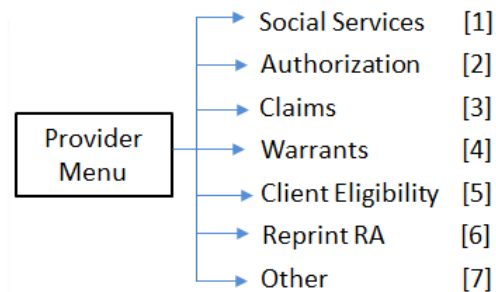 Social Services [1]
Authorization [2]
Claims [3]
Provider Menu
Warrants [4]
Client Eligibility [5]
Reprint RA [6]
Other [7]